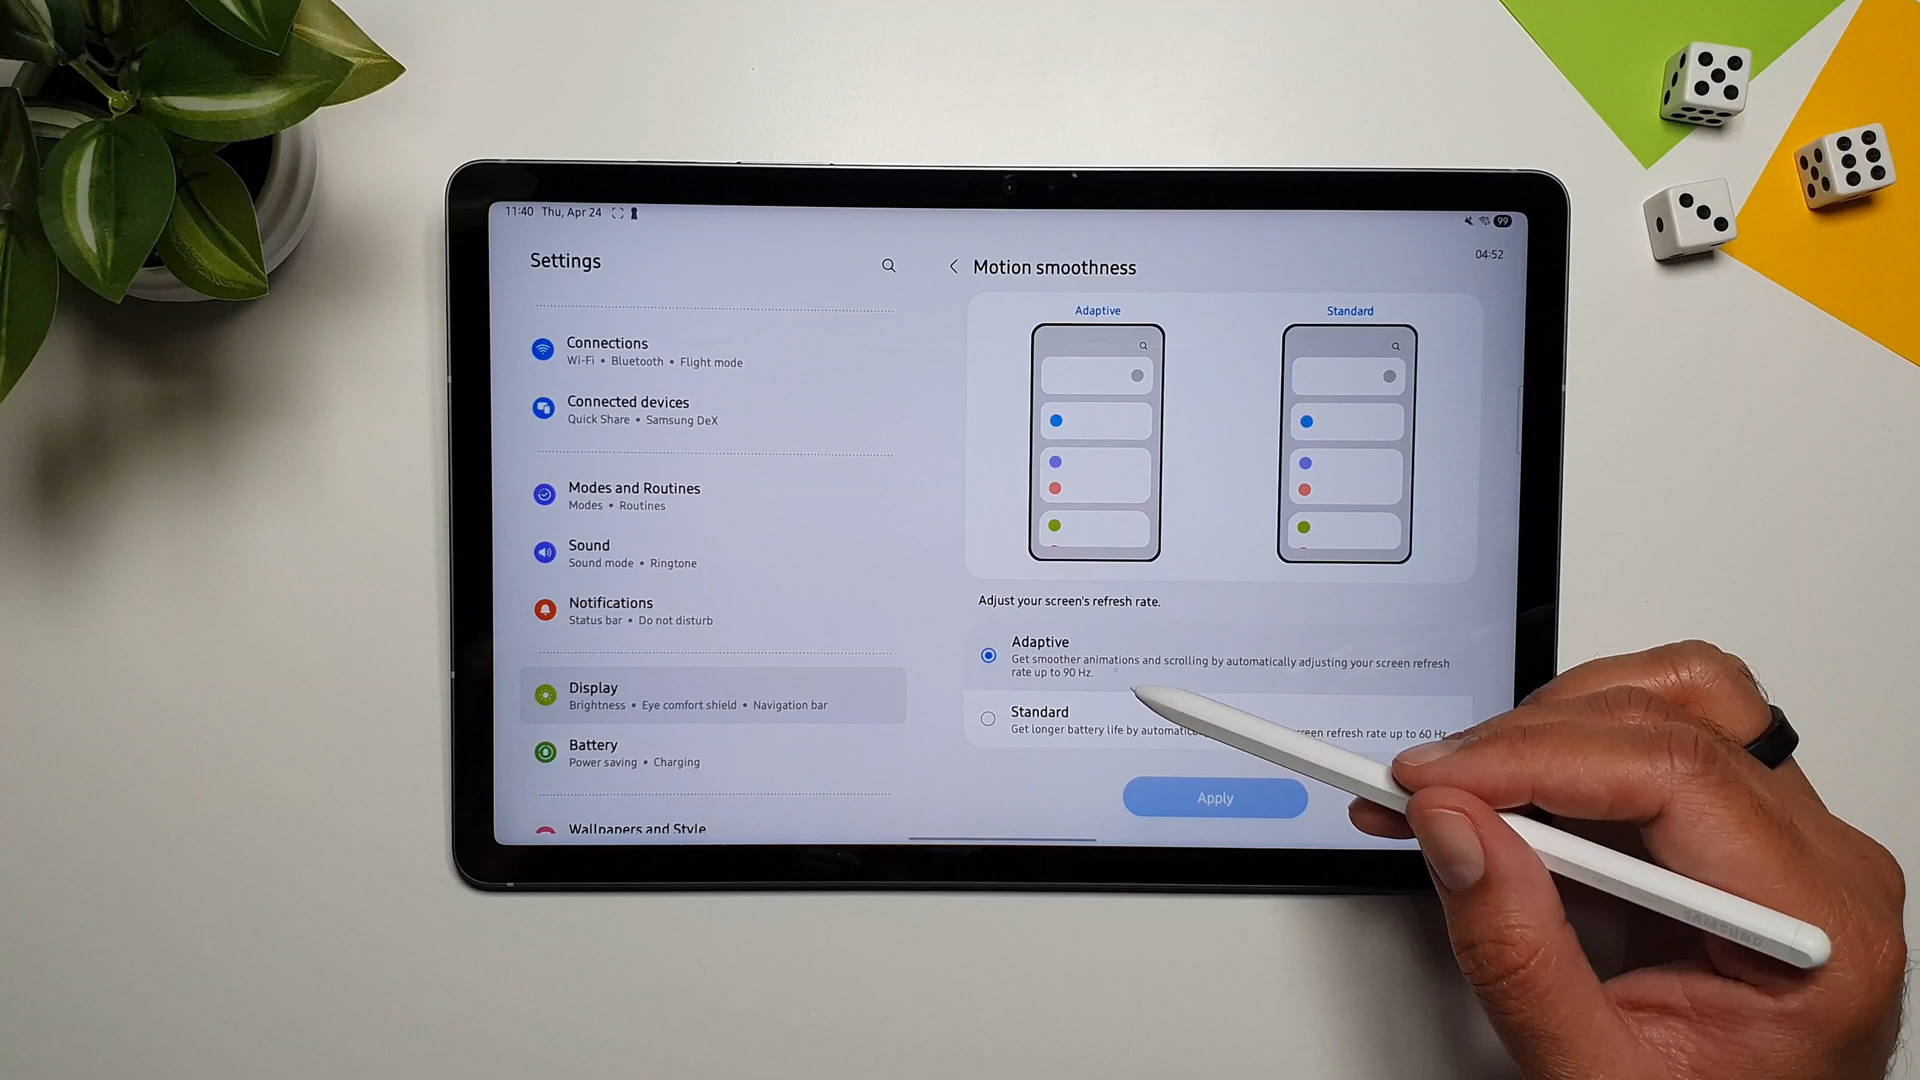 11:40 Thu, Apr 24
99
Settings
Connections
Wi-Fi • Bluetooth • Flight mode
Connected devices
Quick Share • Samsung DeX
Modes and Routines
Modes • Routines
Sound
Sound mode • Ringtone
Notifications
Status bar • Do not disturb
Display
Brightness • Eye comfort shield • Navigation bar
Battery
Power saving • Charging
Wallpapers and Style
04:52
Motion smoothness
Adaptive
Standard
Adjust your screen's refresh rate.
Adaptive
Get smoother animations and scrolling by automatically adjusting your screen refresh
rate up to 90 Hz.
Standard
Get longer battery life by refresh rate up to 60 Hz.
Apply
SAMSUNG